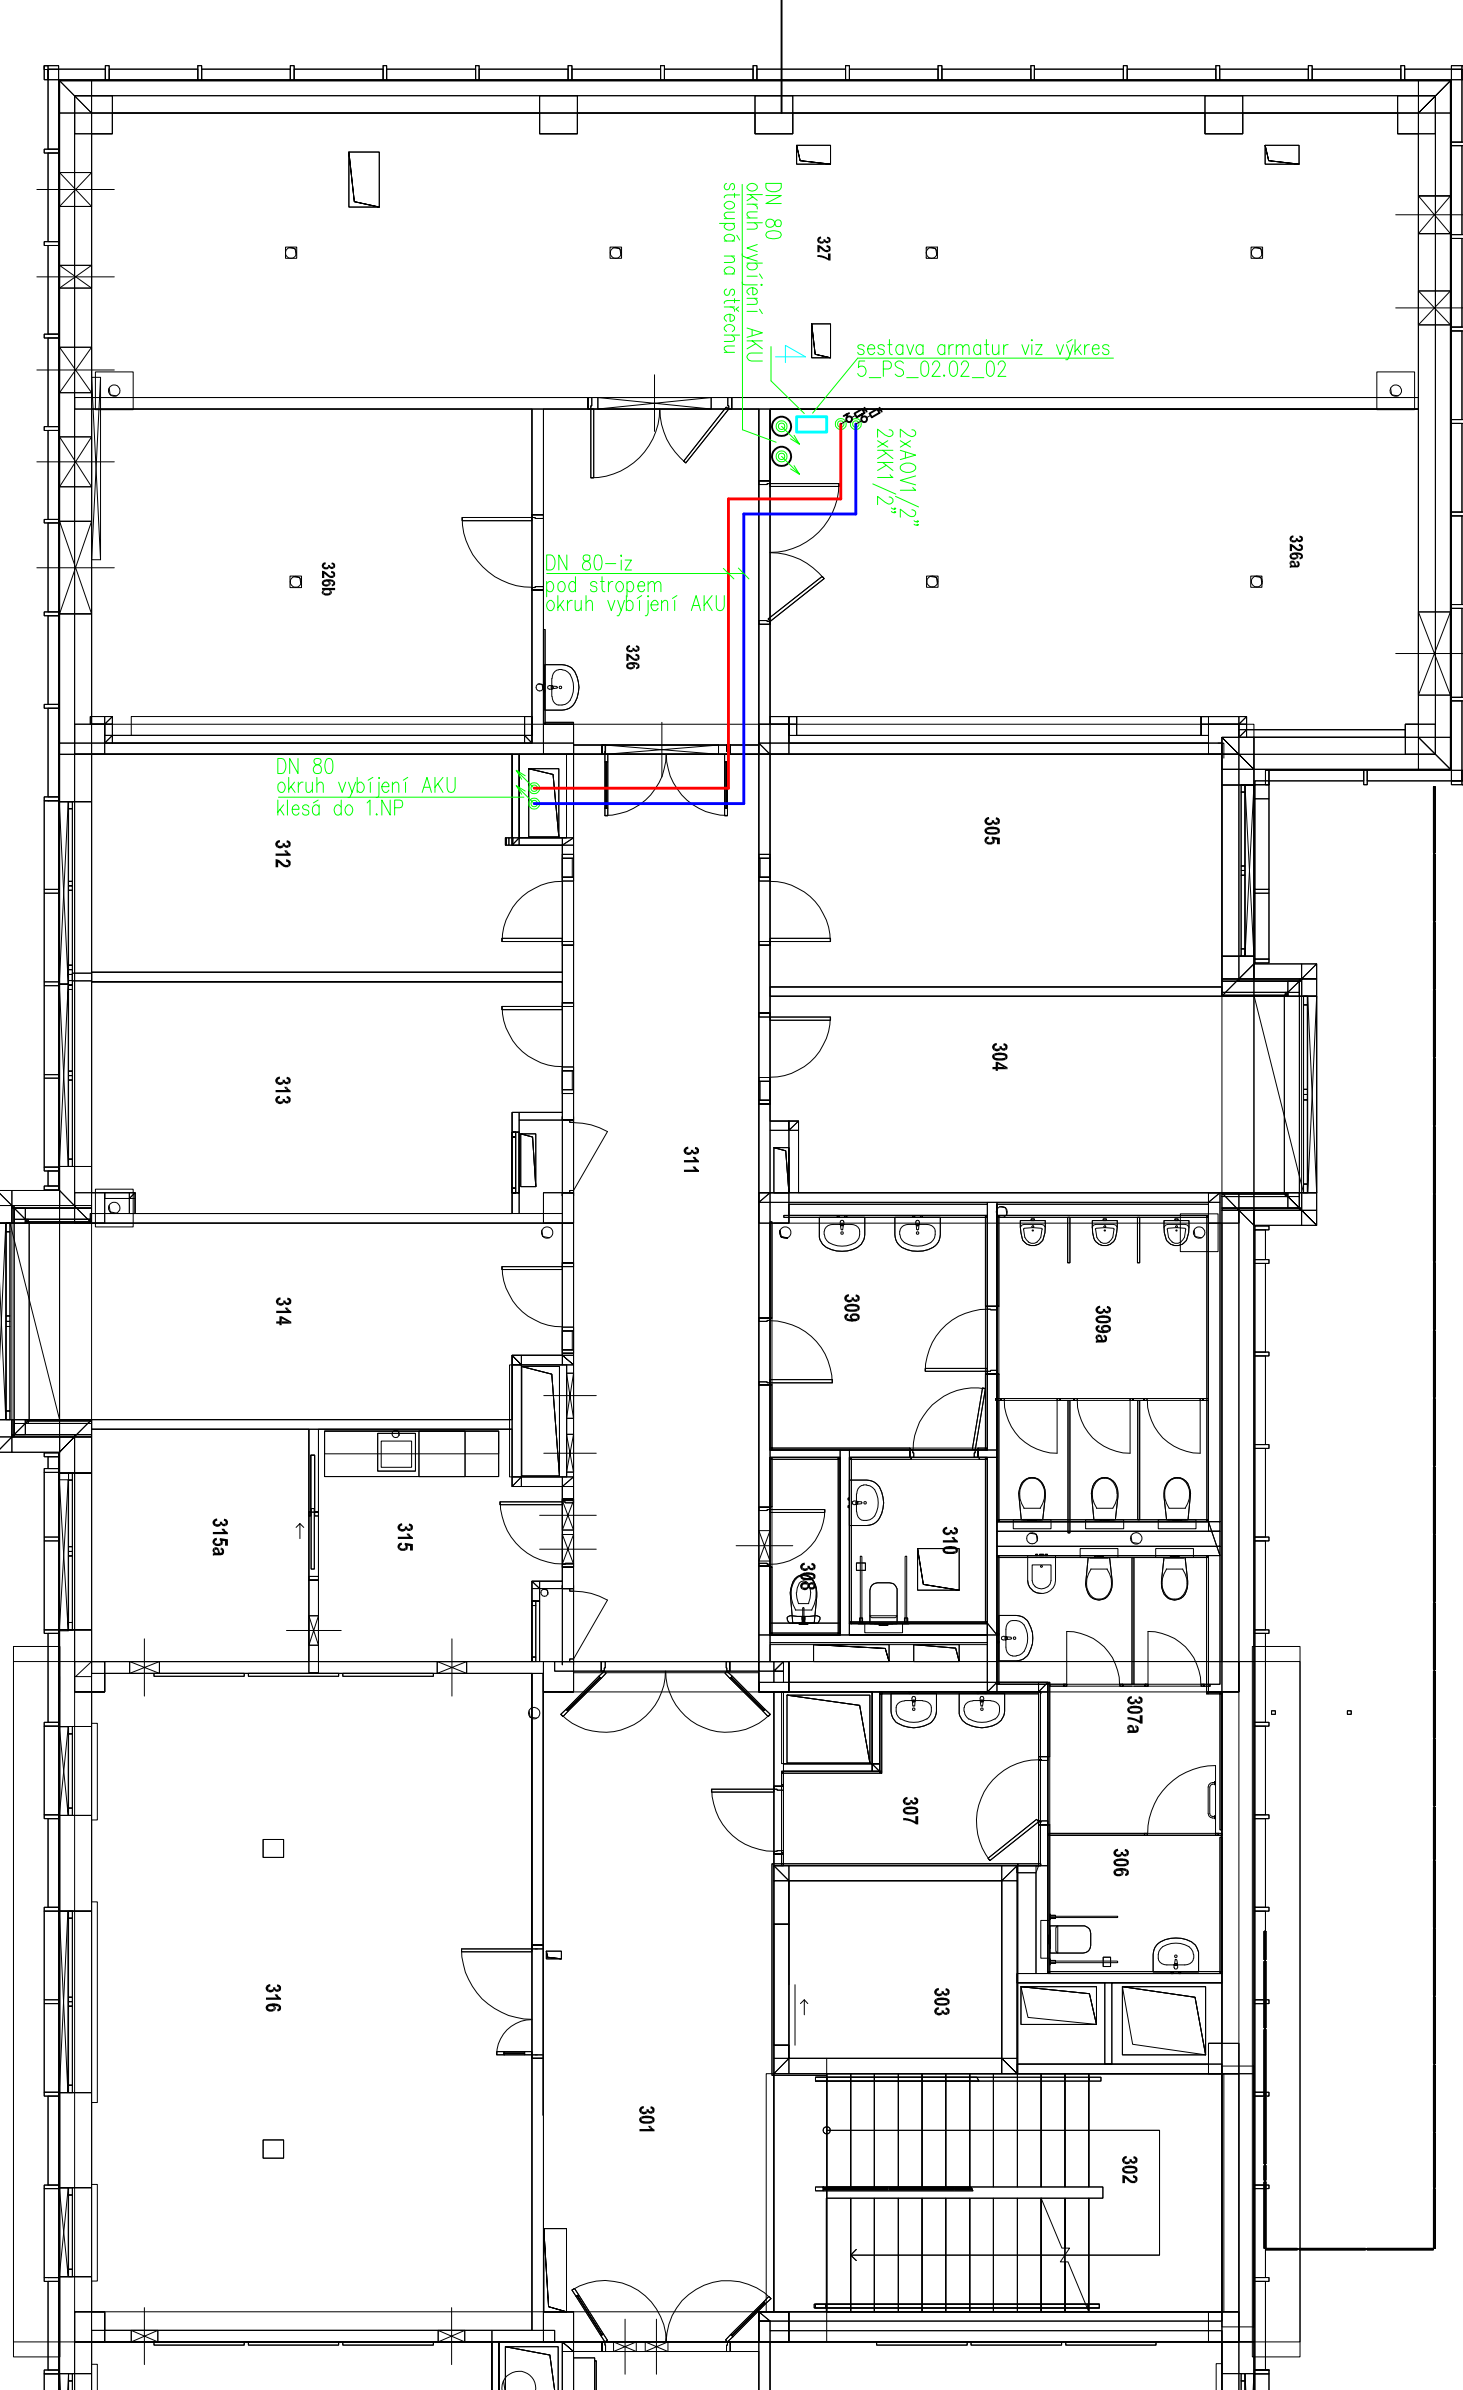 DN 80
okruh vybíjení AKU
stoupá na střechu
327
4
sestava armatur viz výkres
5_PS_02.02_02
2xAOV1/2"
2xKK1/2"
326a
326b
DN 80-iz
pod stropem
okruh vybíjení AKU
326
DN 80
okruh vybíjení AKU
klesá do 1.NP
312
305
304
313
311
314
309
309a
315a
315
310
308
307a
307
306
316
303
301
302